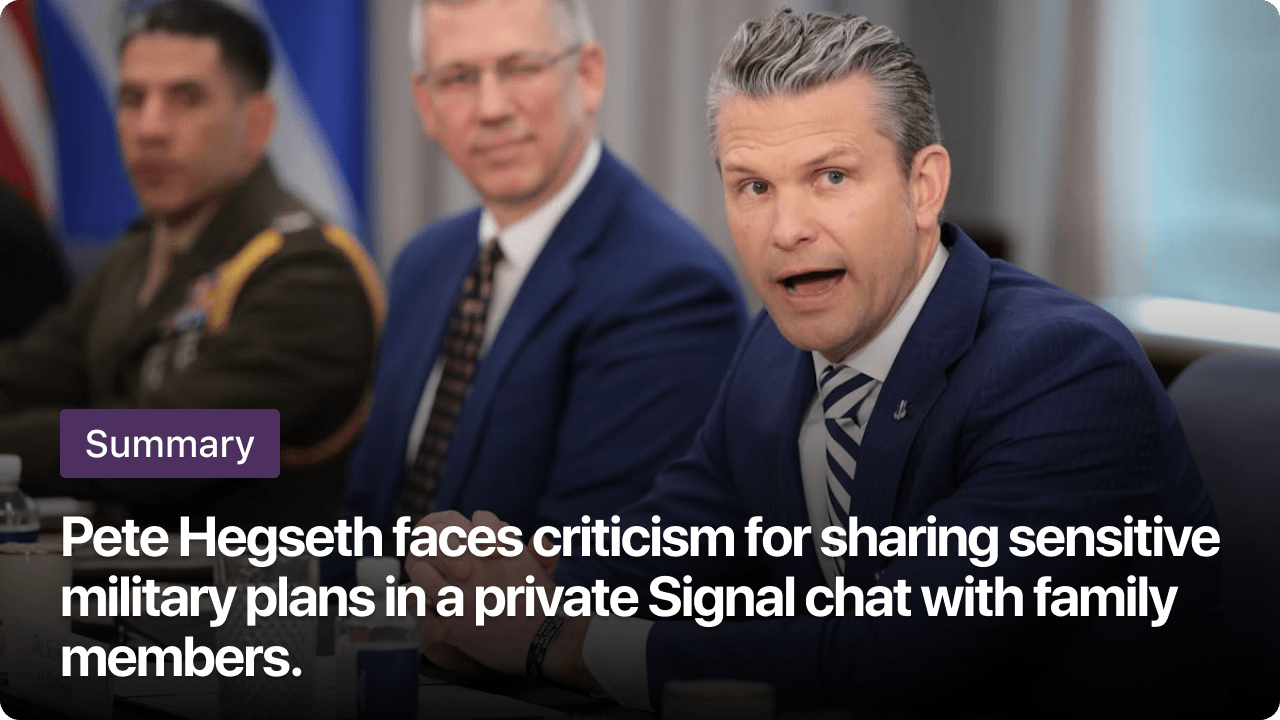 Summary
Pete Hegseth faces criticism for sharing sensitive
military plans in a private Signal chat with family
members.